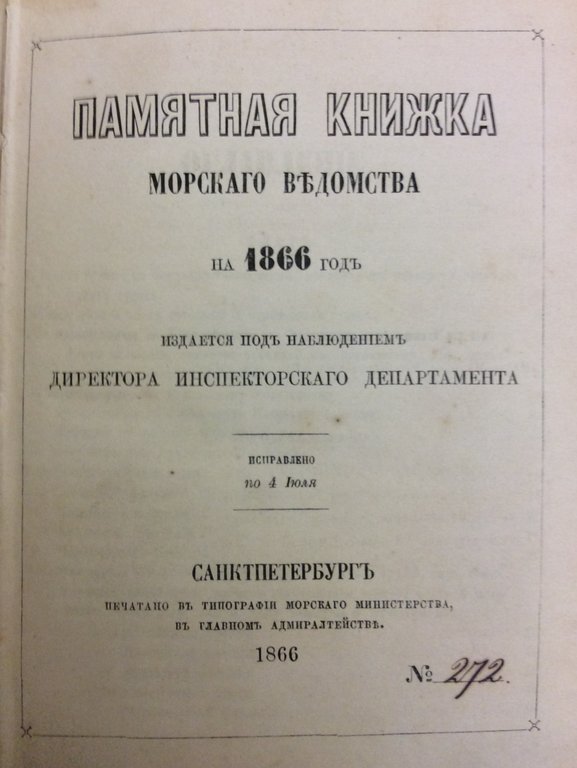 ПАМЯТНАЯ КНИЖКА
МОРСКАГО ВѢДОМСТВА
НА 1866 ГОДЪ
ИЗДАЕТСЯ ПОДЪ НАБЛЮДЕНІЕМЪ
ДИРЕКТОРА ИНСПЕКТОРСКАГО ДЕПАРТАМЕНТА
ИСПРАВЛЕНО
по 4 Іюля
САНКТПЕТЕРБУРГЪ
ПЕЧАТАНО ВЪ ТИПОГРАФІИ МОРСКАГО МИНИСТЕРСТВА,
ВЪ ГЛАВНОМЪ АДМИРАЛТЕЙСТВѢ.
1866
№ 272.